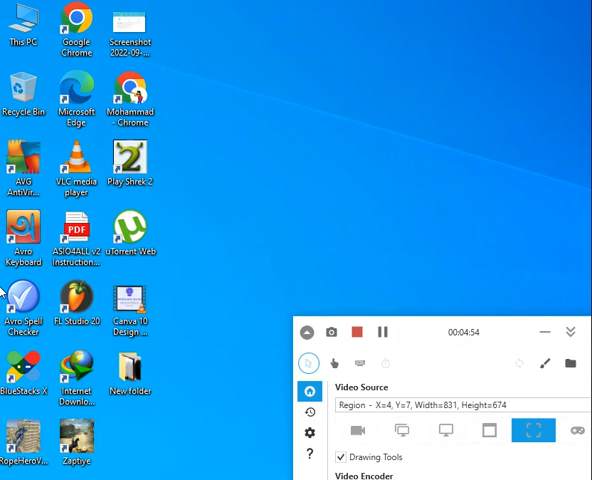 This PC
Google
Chrome
Screenshot
2022-09-...
Recycle Bin
Microsoft
Edge
Mohammad
- Chrome
AVG
AntiVir...
VLC media
player
Play Shrek 2
Avro
Keyboard
PDF
ASIO4ALL v2
Instruction...
uTorrent Web
Avro Spell
Checker
FL Studio 20
Canva 10
Design ...
BlueStacks X
Internet
Downlo...
New folder
RopeHeroV...
Zaptiye
00:04:54
Video Source
Region - X=4, Y=7, Width=831, Height=674
Drawing Tools
Video Encoder